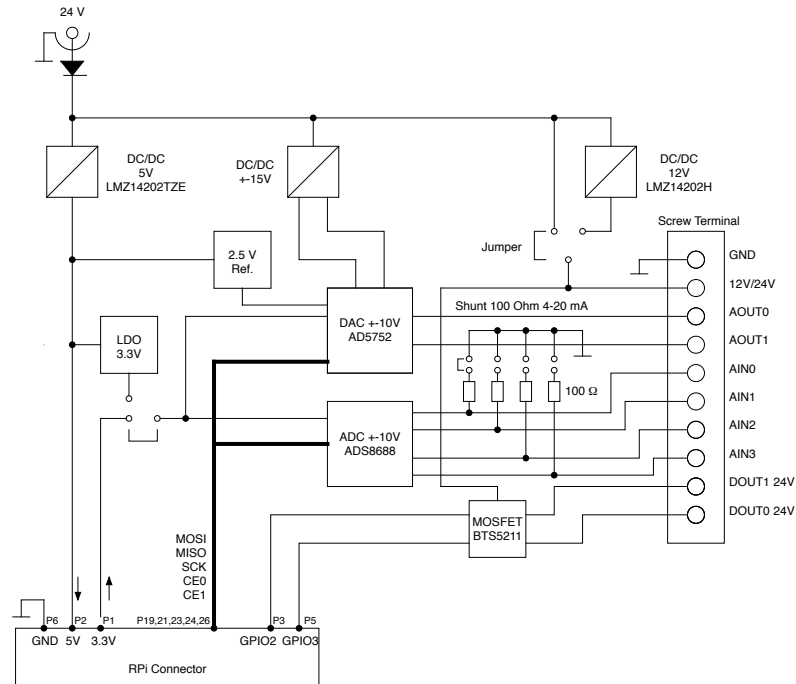 24 V
DC/DC
5V
LMZ14202TZE
DC/DC
+-15V
DC/DC
12V
LMZ14202H
Screw Terminal
Jumper
2.5 V
Ref.
GND
12V/24V
Shunt 100 Ohm 4-20 mA
DAC +-10V
AD5752
AOUT0
LDO
3.3V
AOUT1
AIN0
100 Ω
AIN1
ADC +-10V
ADS8688
AIN2
AIN3
DOUT1 24V
MOSFET
BTS5211
DOUT0 24V
MOSI
MISO
SCK
CE0
CE1
P6 P2 P1 P19,21,23,24,26 P3 P5
GND 5V 3.3V GPIO2 GPIO3
RPi Connector